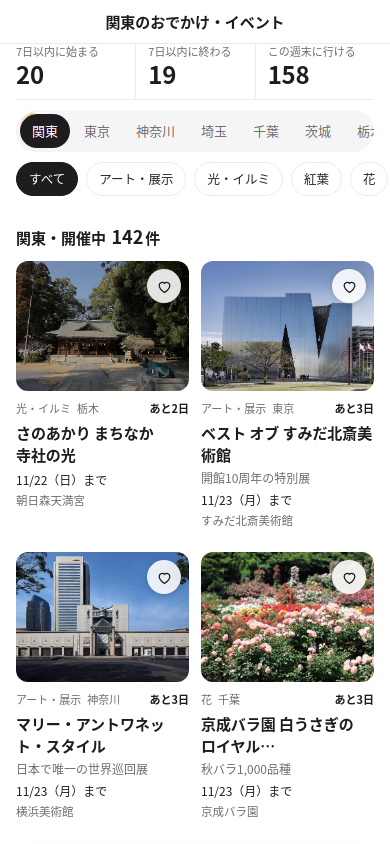 関東のおでかけ・イベント
7日以内に始まる
20
7日以内に終わる
19
この週末に行ける
158
関東 東京 神奈川 埼玉 千葉 茨城
すべて アート・展示 光・イルミ 紅葉 花
関東・開催中 142件
光・イルミ 栃木 あと2日
さのあかり まちなか
寺社の光
11/22（日）まで
朝日森天満宮
アート・展示 東京 あと3日
ベスト オブ すみだ北斎美
術館
開館10周年の特別展
11/23（月）まで
すみだ北斎美術館
アート・展示 神奈川 あと3日
マリー・アントワネッ
ト・スタイル
日本で唯一の世界巡回展
11/23（月）まで
横浜美術館
花 千葉 あと3日
京成バラ園 白うさぎの
ロイヤル…
秋バラ1,000品種
11/23（月）まで
京成バラ園